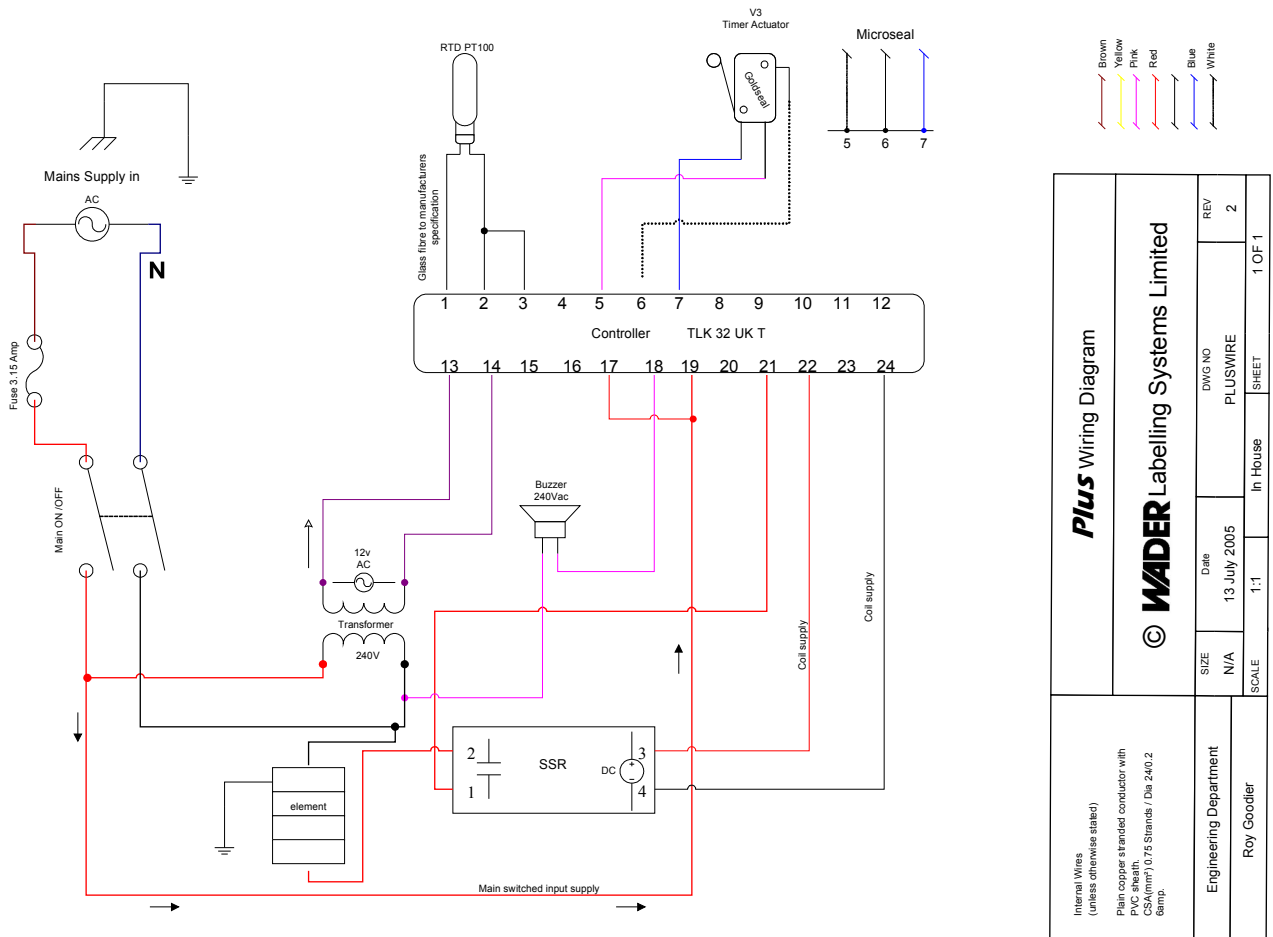 V3
Timer Actuator
Microseal
RTD PT100
Goldseal
5 6 7
Brown
Yellow
Pink
Red
Blue
White
Mains Supply in
AC
N
Glass fibre to manufacturers
specification
1 2 3 4 5 6 7 8 9 10 11 12
Controller TLK 32 UK T
13 14 15 16 17 18 19 20 21 22 23 24
Fuse 3.15 Amp
Main ON /OFF
Buzzer
240Vac
12v
AC
Transformer
240V
Coil supply
Coil supply
SSR
2
1
DC
+
−
3
4
element
Main switched input supply
Plus Wiring Diagram
© WADER Labelling Systems Limited
SIZE
N/A
Date
13 July 2005
DWG NO
PLUSWIRE
REV
2
SCALE
1:1
In House
SHEET
1 OF 1
Internal Wires
(unless otherwise stated)
Plain copper stranded conductor with
PVC sheath.
CSA(mm²) 0.75 Strands / Dia 24/0.2
6amp.
Engineering Department
Roy Goodier